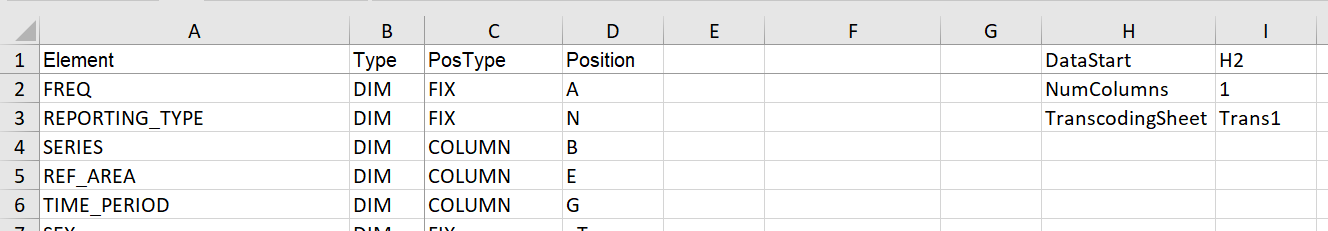 A B C D E F G H I
1 Element Type PosType Position DataStart H2
2 FREQ DIM FIX A NumColumns 1
3 REPORTING_TYPE DIM FIX N TranscodingSheet Trans1
4 SERIES DIM COLUMN B
5 REF_AREA DIM COLUMN E
6 TIME_PERIOD DIM COLUMN G